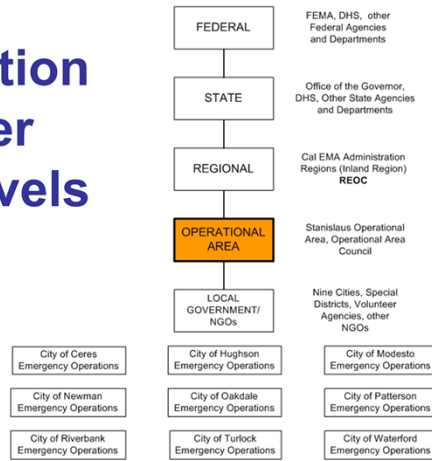 FEDERAL
FEMA, DHS, other
Federal Agencies
and Departments
tion
er
vels
STATE
Office of the Governor,
DHS, Other State Agencies
and Departments
REGIONAL
Cal EMA Administration
Regions (Inland Region)
REOC
OPERATIONAL
AREA
Stanislaus Operational
Area, Operational Area
Council
LOCAL
GOVERNMENT/
NGOs
Nine Cities, Special
Districts, Volunteer
Agencies, other
NGOs
City of Ceres
Emergency Operations
City of Hughson
Emergency Operations
City of Modesto
Emergency Operations
City of Newman
Emergency Operations
City of Oakdale
Emergency Operations
City of Patterson
Emergency Operations
City of Riverbank
Emergency Operations
City of Turlock
Emergency Operations
City of Waterford
Emergency Operations